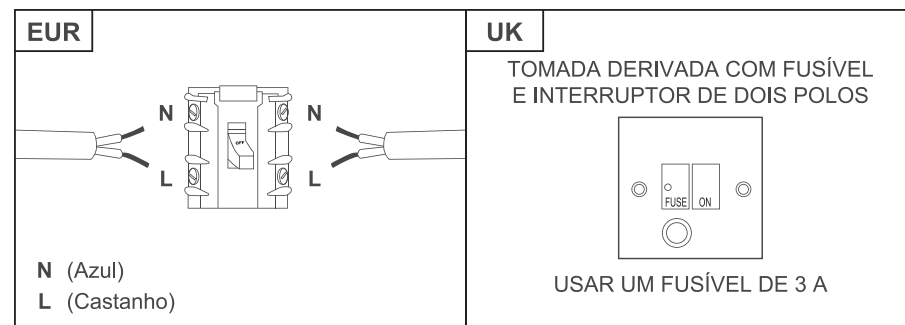 EUR
N
N
OFF
L
L
N (Azul)
L (Castanho)
UK
TOMADA DERIVADA COM FUSÍVEL
E INTERRUPTOR DE DOIS POLOS
FUSE ON
USAR UM FUSÍVEL DE 3 A